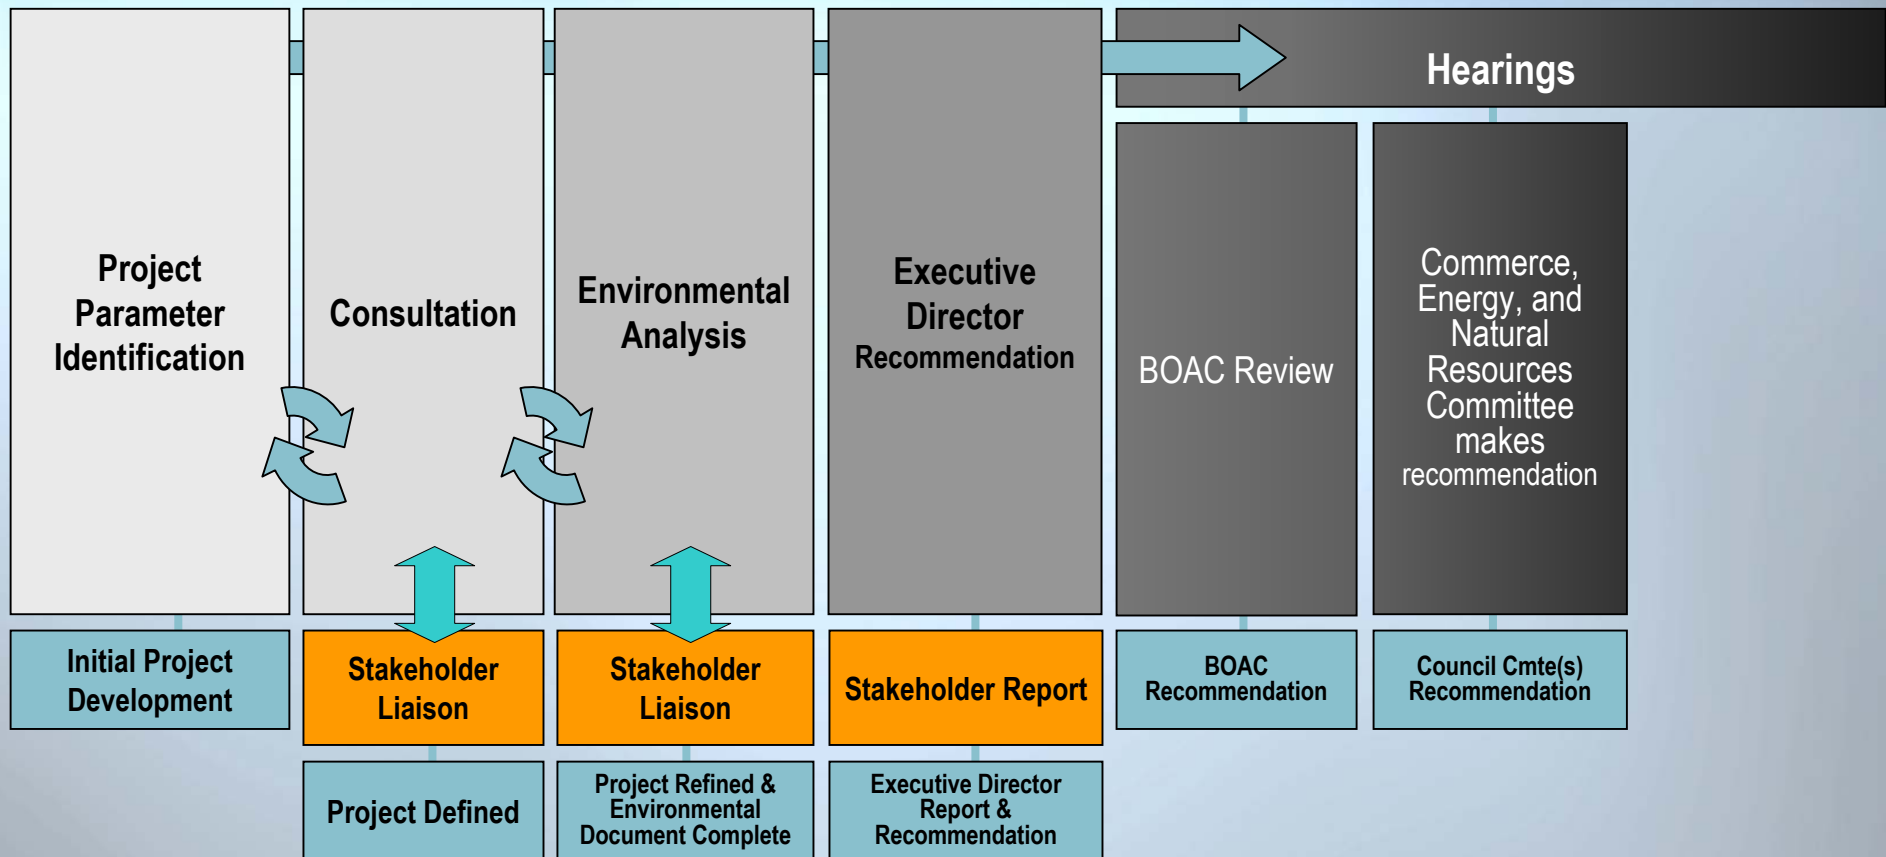 Hearings
Project
Parameter
Identification
Consultation
Environmental
Analysis
Executive
Director
Recommendation
BOAC Review
Commerce,
Energy, and
Natural
Resources
Committee
makes
recommendation
Initial Project
Development
Stakeholder
Liaison
Stakeholder
Liaison
Stakeholder Report
BOAC
Recommendation
Council Cmte(s)
Recommendation
Project Defined
Project Refined &
Environmental
Document Complete
Executive Director
Report &
Recommendation